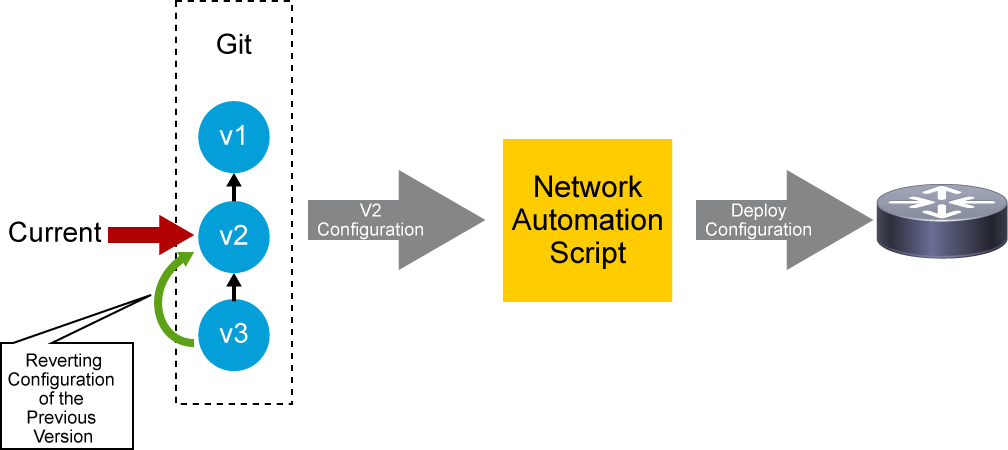 Git
v1
Current
v2
v3
Reverting
Configuration
of the
Previous
Version
V2
Configuration
Network
Automation
Script
Deploy
Configuration